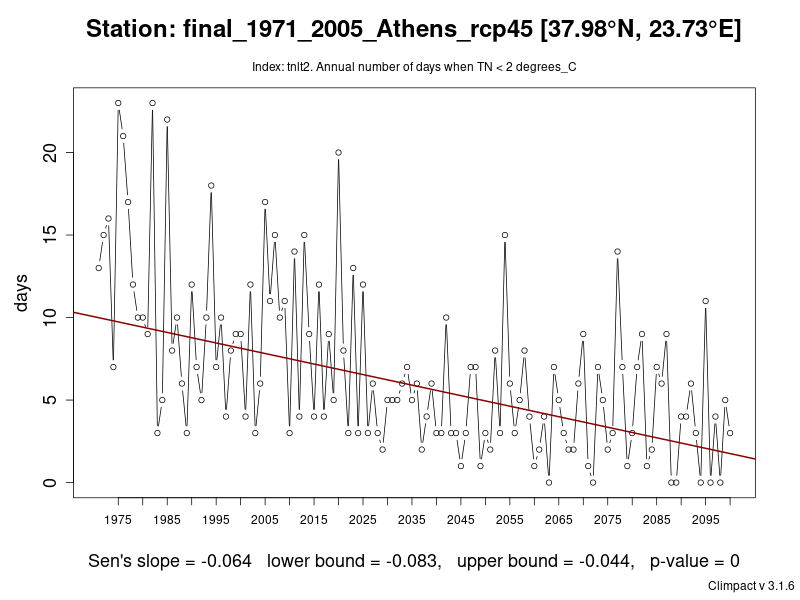 Station: final_1971_2005_Athens_rcp45 [37.98°N, 23.73°E]
Index: tnlt2. Annual number of days when TN < 2 degrees_C
20
15
10
5
0
days
1975 1985 1995 2005 2015 2025 2035 2045 2055 2065 2075 2085 2095
Sen's slope = -0.064 lower bound = -0.083, upper bound = -0.044, p-value = 0
Climpact v 3.1.6